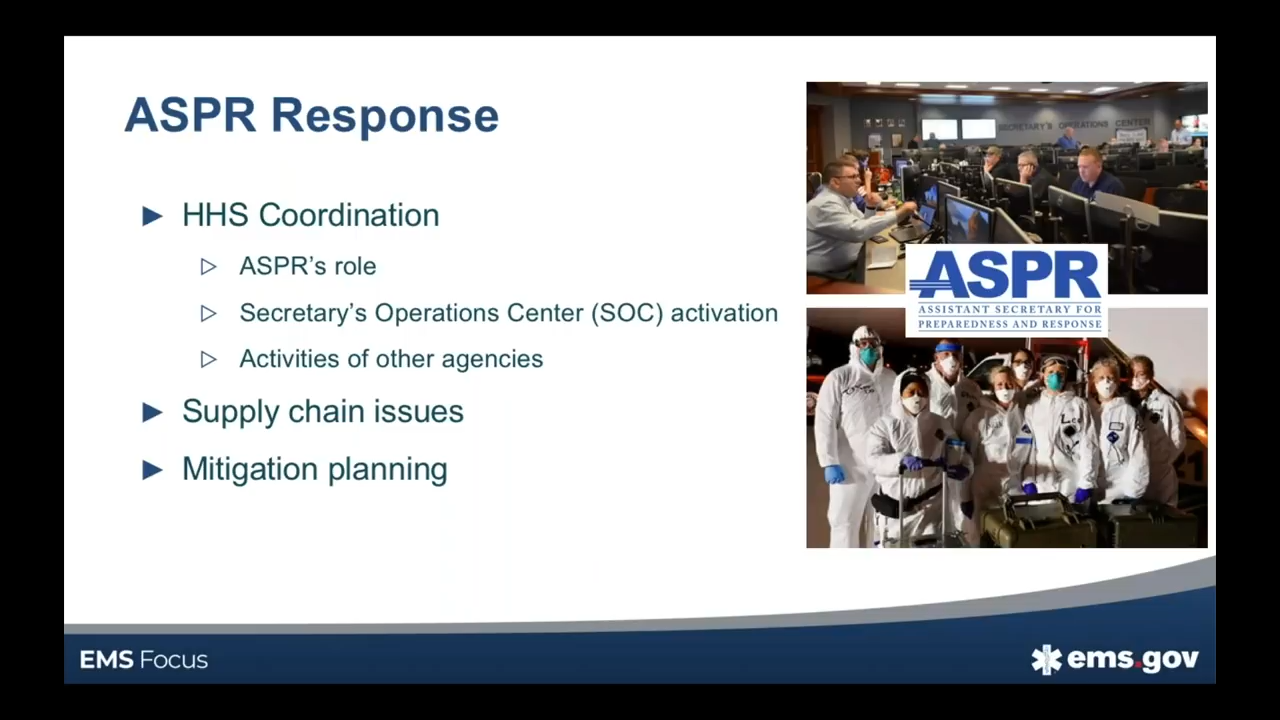 ASPR Response
► HHS Coordination
▷ ASPR’s role
▷ Secretary’s Operations Center (SOC) activation
▷ Activities of other agencies
► Supply chain issues
► Mitigation planning
SECRETARY'S OPERATIONS CENTER
ASPR
ASSISTANT SECRETARY FOR
PREPAREDNESS AND RESPONSE
EMS Focus
ems.gov